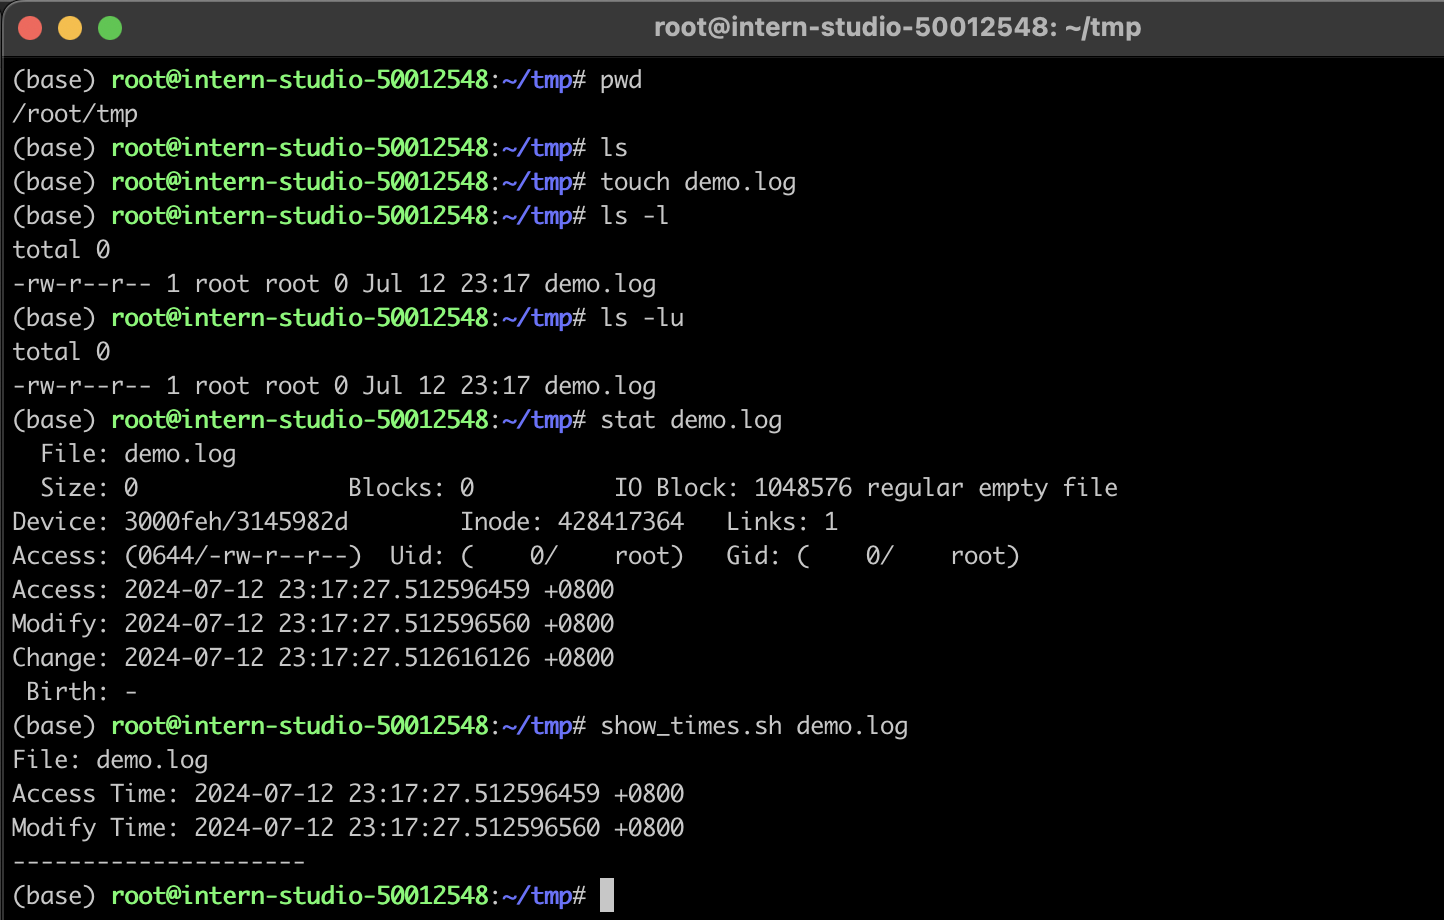 root@intern-studio-50012548: ~/tmp
(base) root@intern-studio-50012548:~/tmp# pwd
/root/tmp
(base) root@intern-studio-50012548:~/tmp# ls
(base) root@intern-studio-50012548:~/tmp# touch demo.log
(base) root@intern-studio-50012548:~/tmp# ls -l
total 0
-rw-r--r-- 1 root root 0 Jul 12 23:17 demo.log
(base) root@intern-studio-50012548:~/tmp# ls -lu
total 0
-rw-r--r-- 1 root root 0 Jul 12 23:17 demo.log
(base) root@intern-studio-50012548:~/tmp# stat demo.log
  File: demo.log
  Size: 0               Blocks: 0          IO Block: 1048576 regular empty file
Device: 3000feh/3145982d        Inode: 428417364   Links: 1
Access: (0644/-rw-r--r--)  Uid: (    0/    root)   Gid: (    0/    root)
Access: 2024-07-12 23:17:27.512596459 +0800
Modify: 2024-07-12 23:17:27.512596560 +0800
Change: 2024-07-12 23:17:27.512616126 +0800
 Birth: -
(base) root@intern-studio-50012548:~/tmp# show_times.sh demo.log
File: demo.log
Access Time: 2024-07-12 23:17:27.512596459 +0800
Modify Time: 2024-07-12 23:17:27.512596560 +0800
---------------------
(base) root@intern-studio-50012548:~/tmp#